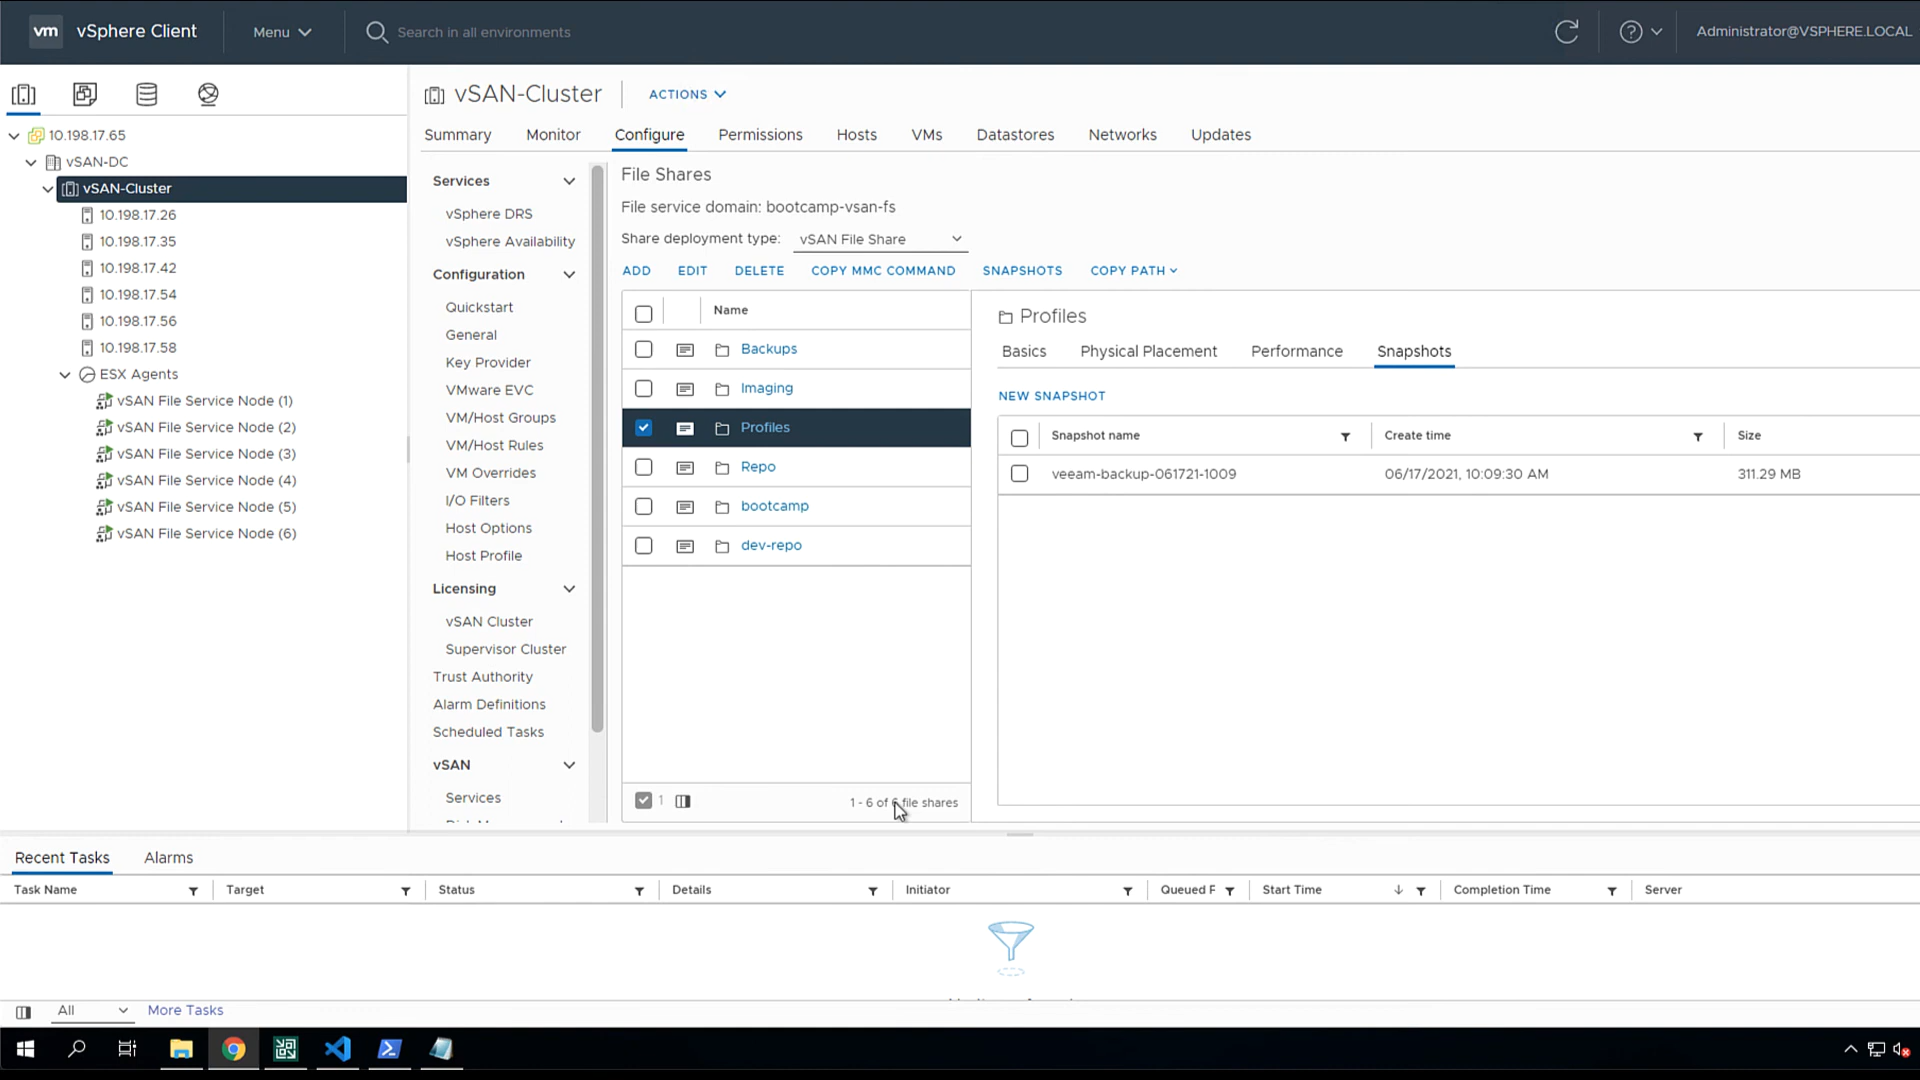 vm vSphere Client Menu Search in all environments Administrator@VSPHERE.LOCAL
10.198.17.65
vSAN-DC
vSAN-Cluster
10.198.17.26
10.198.17.35
10.198.17.42
10.198.17.54
10.198.17.56
10.198.17.58
ESX Agents
vSAN File Service Node (1)
vSAN File Service Node (2)
vSAN File Service Node (3)
vSAN File Service Node (4)
vSAN File Service Node (5)
vSAN File Service Node (6)
vSAN-Cluster ACTIONS
Summary Monitor Configure Permissions Hosts VMs Datastores Networks Updates
Services
vSphere DRS
vSphere Availability
Configuration
Quickstart
General
Key Provider
VMware EVC
VM/Host Groups
VM/Host Rules
VM Overrides
I/O Filters
Host Options
Host Profile
Licensing
vSAN Cluster
Supervisor Cluster
Trust Authority
Alarm Definitions
Scheduled Tasks
vSAN
Services
File Shares
File service domain: bootcamp-vsan-fs
Share deployment type: vSAN File Share
ADD EDIT DELETE COPY MMC COMMAND SNAPSHOTS COPY PATH
Name
Backups
Imaging
Profiles
Repo
bootcamp
dev-repo
1 1 - 6 of 6 file shares
Profiles
Basics Physical Placement Performance Snapshots
NEW SNAPSHOT
Snapshot name Create time Size
veeam-backup-061721-1009 06/17/2021, 10:09:30 AM 311.29 MB
Recent Tasks Alarms
Task Name Target Status Details Initiator Queued F Start Time Completion Time Server
All More Tasks